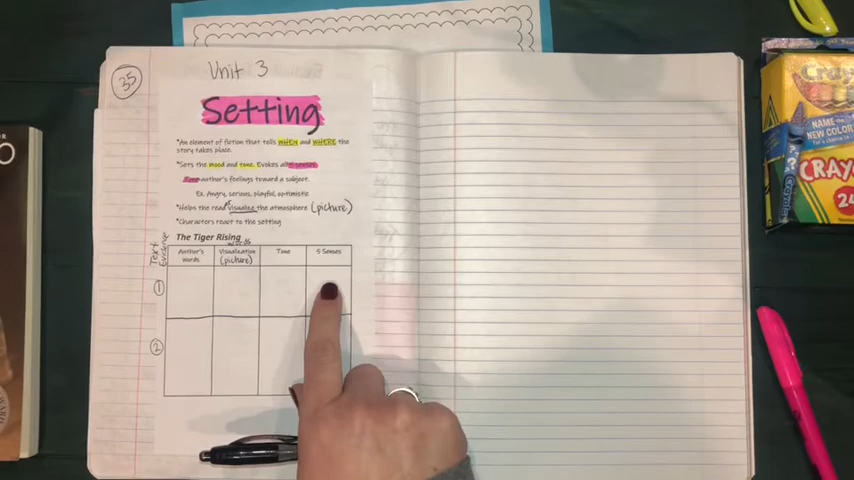 35
Unit 3
Setting
*An element of fiction that tells WHEN and WHERE the
story takes place.
*Sets the mood and tone. Evokes all
author's feelings toward a subject.
Ex. Angry, serious, playful, optimistic
*Helps the reader visualize the atmosphere (picture)
*Characters react to the setting
The Tiger Rising
words
Text Evidence
Author's words
Visualization (picture)
Tone
5 Senses
1
2
CRAYO
24
NAME THE
NEW COLOR
Crayola